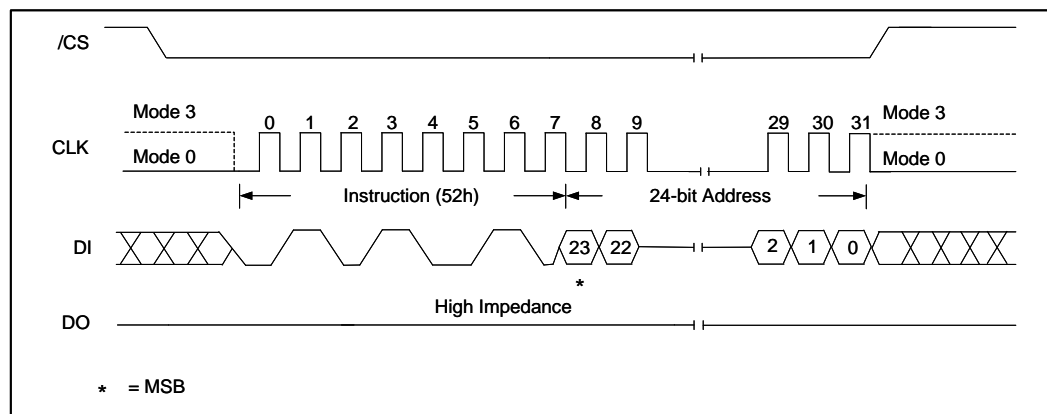 /CS
Mode 3
0 1 2 3 4 5 6 7 8 9 29 30 31
Mode 3
CLK
Mode 0
Mode 0
Instruction (52h)
24-bit Address
DI
23 22 2 1 0
*
High Impedance
DO
* = MSB